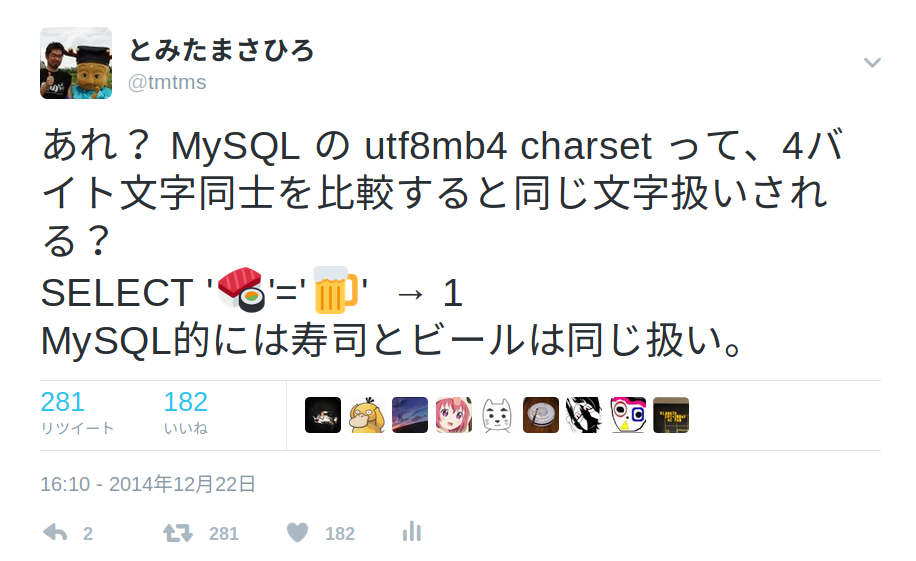 とみたまさひろ
@tmtms
あれ？ MySQL の utf8mb4 charset って、4バ
イト文字同士を比較すると同じ文字扱いされ
る？
SELECT '🍣'='🍺' → 1
MySQL的には寿司とビールは同じ扱い。
281 182
リツイート いいね
16:10 - 2014年12月22日
2 281 182